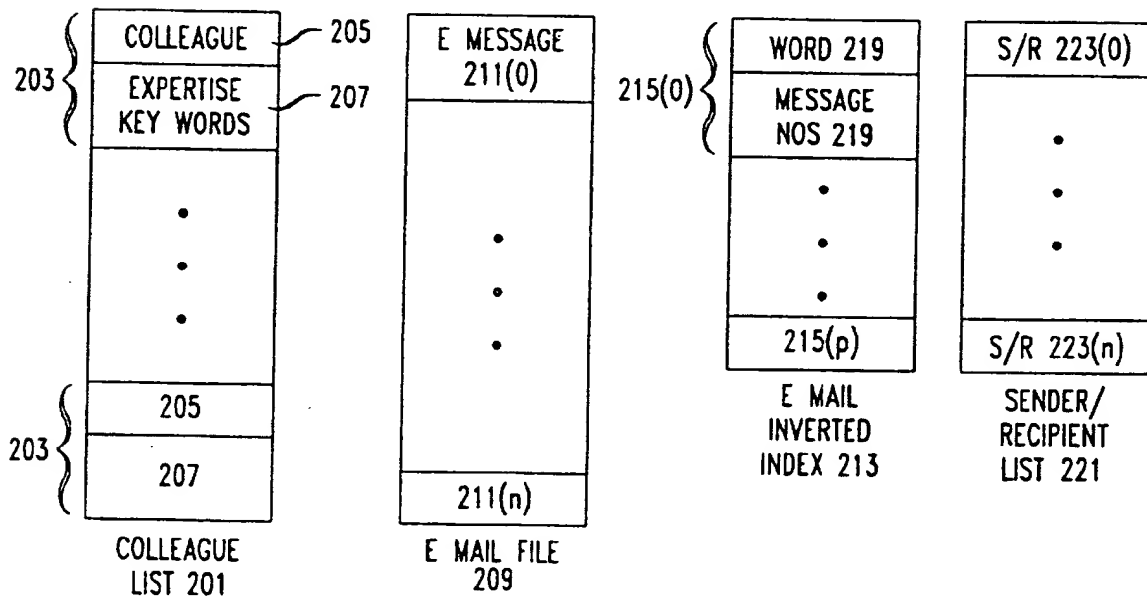 203
COLLEAGUE
205
EXPERTISE
KEY WORDS
207
203
205
207
COLLEAGUE
LIST 201
E MESSAGE
211(0)
211(n)
E MAIL FILE
209
215(0)
WORD 219
MESSAGE
NOS 219
215(p)
E MAIL
INVERTED
INDEX 213
S/R 223(0)
S/R 223(n)
SENDER/
RECIPIENT
LIST 221